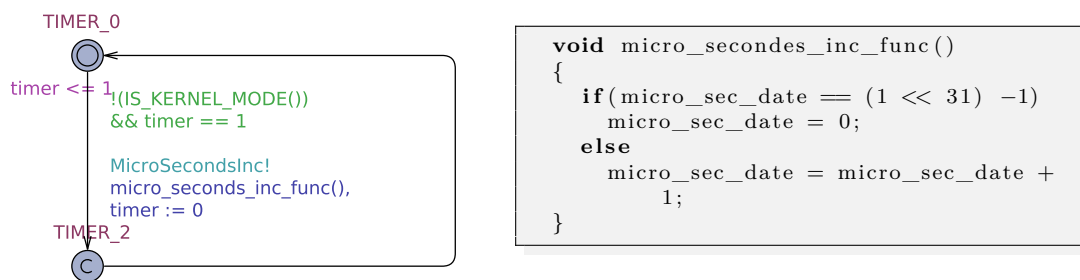 TIMER_0
timer <= 1
!(IS_KERNEL_MODE())
&& timer == 1
MicroSecondsInc!
micro_seconds_inc_func(),
timer := 0
TIMER_2
C
void micro_secondes_inc_func()
{
if(micro_sec_date == (1 << 31) -1)
micro_sec_date = 0;
else
micro_sec_date = micro_sec_date +
1;
}